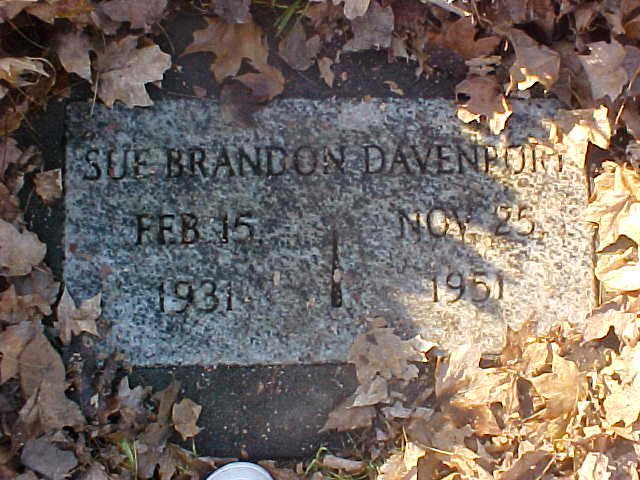 SUE BRANDON DAVENPORT
FEB. 15, NOV. 25,
1931 1951